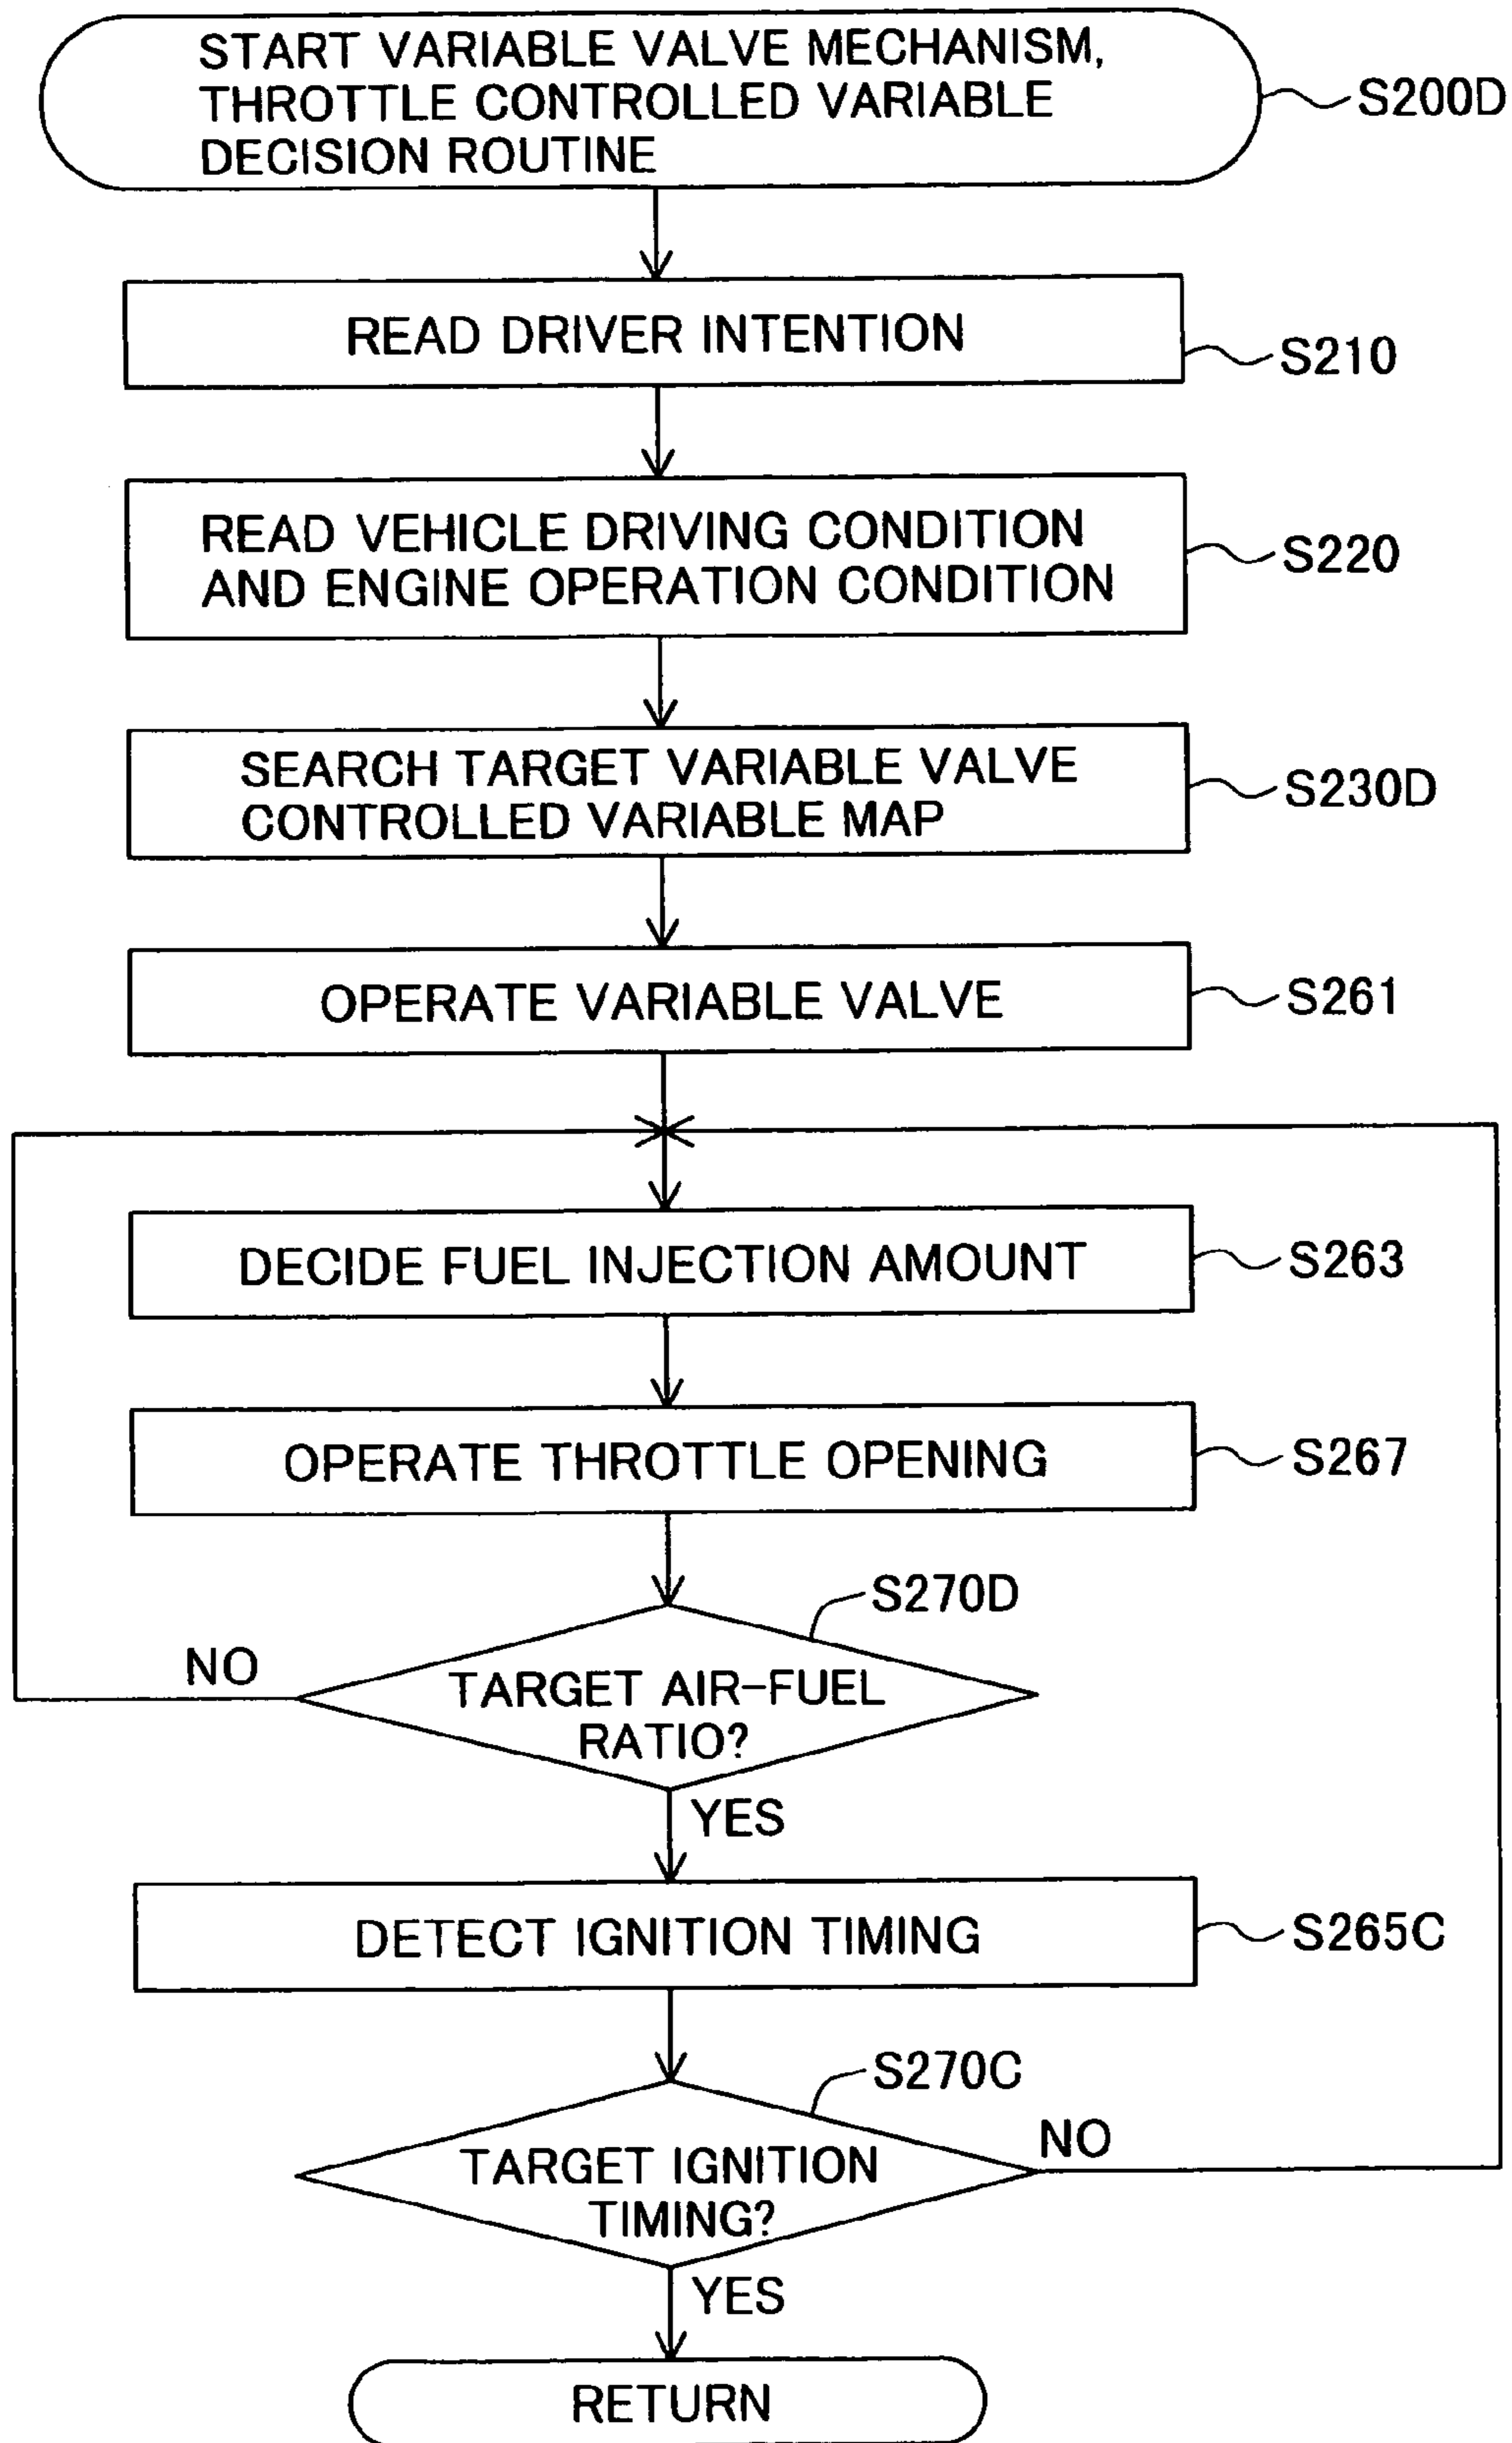 START VARIABLE VALVE MECHANISM,
THROTTLE CONTROLLED VARIABLE
DECISION ROUTINE
S200D
READ DRIVER INTENTION
S210
READ VEHICLE DRIVING CONDITION
AND ENGINE OPERATION CONDITION
S220
SEARCH TARGET VARIABLE VALVE
CONTROLLED VARIABLE MAP
S230D
OPERATE VARIABLE VALVE
S261
DECIDE FUEL INJECTION AMOUNT
S263
OPERATE THROTTLE OPENING
S267
S270D
NO
TARGET AIR-FUEL
RATIO?
YES
DETECT IGNITION TIMING
S265C
S270C
NO
TARGET IGNITION
TIMING?
YES
RETURN